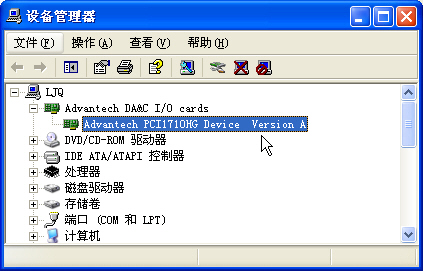 设备管理器
文件(F) 操作(A) 查看(V) 帮助(H)
LJQ
Advantech DA&C I/O cards
Advantech PCI1710HG Device Version A
DVD/CD-ROM 驱动器
IDE ATA/ATAPI 控制器
处理器
磁盘驱动器
存储卷
端口 (COM 和 LPT)
计算机